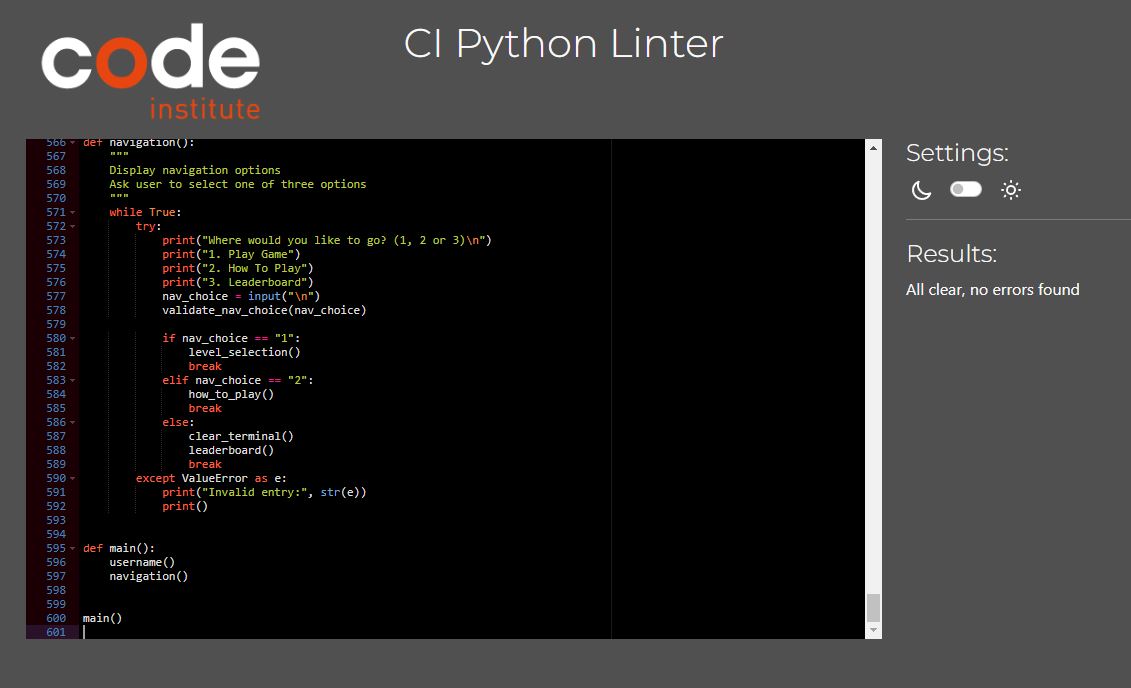 code
institute
CI Python Linter
566 def navigation():
567     """
568     Display navigation options
569     Ask user to select one of three options
570     """
571     while True:
572         try:
573             print("Where would you like to go? (1, 2 or 3)\n")
574             print("1. Play Game")
575             print("2. How To Play")
576             print("3. Leaderboard")
577             nav_choice = input("\n")
578             validate_nav_choice(nav_choice)
579
580             if nav_choice == "1":
581                 level_selection()
582                 break
583             elif nav_choice == "2":
584                 how_to_play()
585                 break
586             else:
587                 clear_terminal()
588                 leaderboard()
589                 break
590         except ValueError as e:
591             print("Invalid entry:", str(e))
592             print()
593
594
595 def main():
596     username()
597     navigation()
598
599
600 main()
601
Settings:
Results:
All clear, no errors found